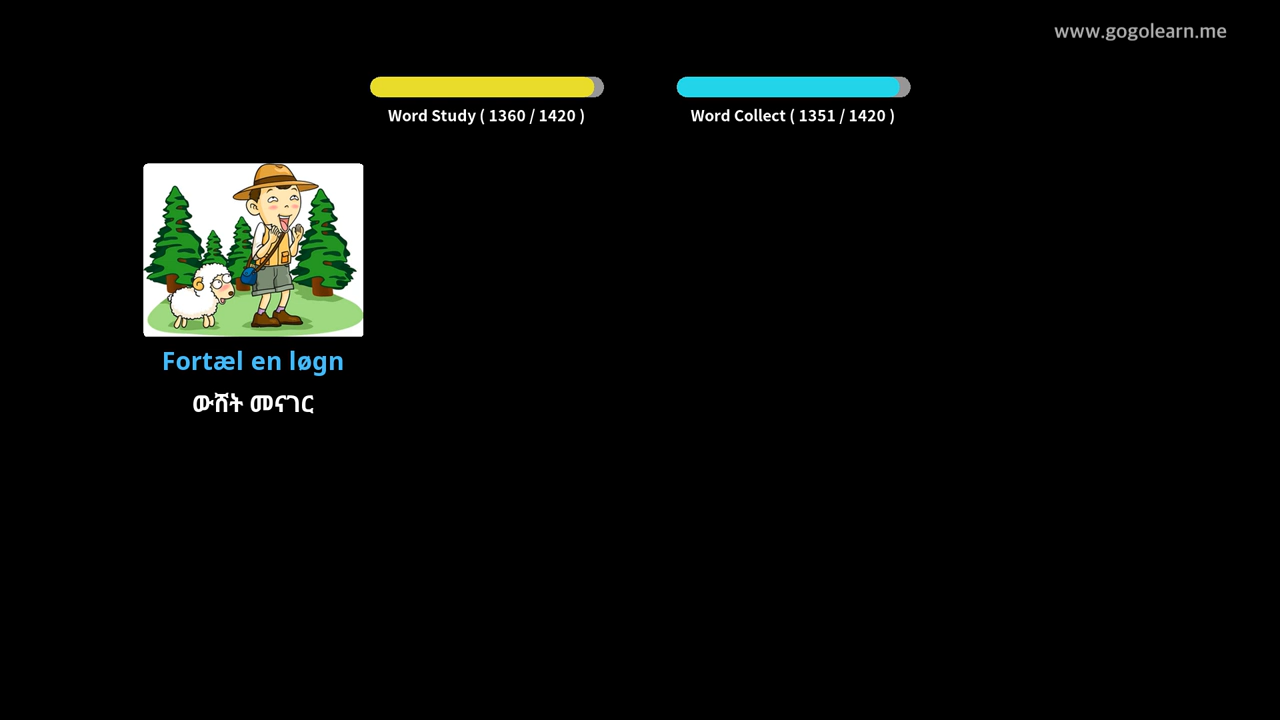 www.gogolearn.me
Word Study ( 1360 / 1420 )
Word Collect ( 1351 / 1420 )
Fortæl en løgn
ውሸት መናገር